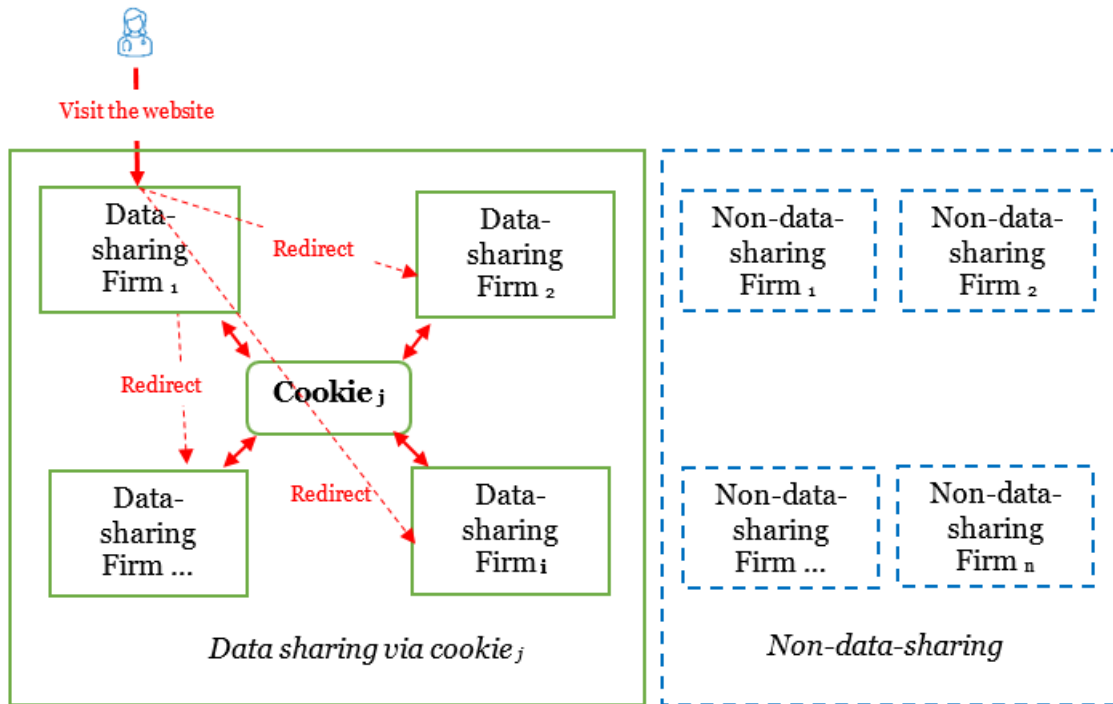 Visit the website
Data-
sharing
Firm 1
Redirect
Data-
sharing
Firm 2
Non-data-
sharing
Firm 1
Non-data-
sharing
Firm 2
Redirect
Cookie j
Data-
sharing
Firm ...
Redirect
Data-
sharing
Firm i
Non-data-
sharing
Firm ...
Non-data-
sharing
Firm n
Data sharing via cookie j
Non-data-sharing